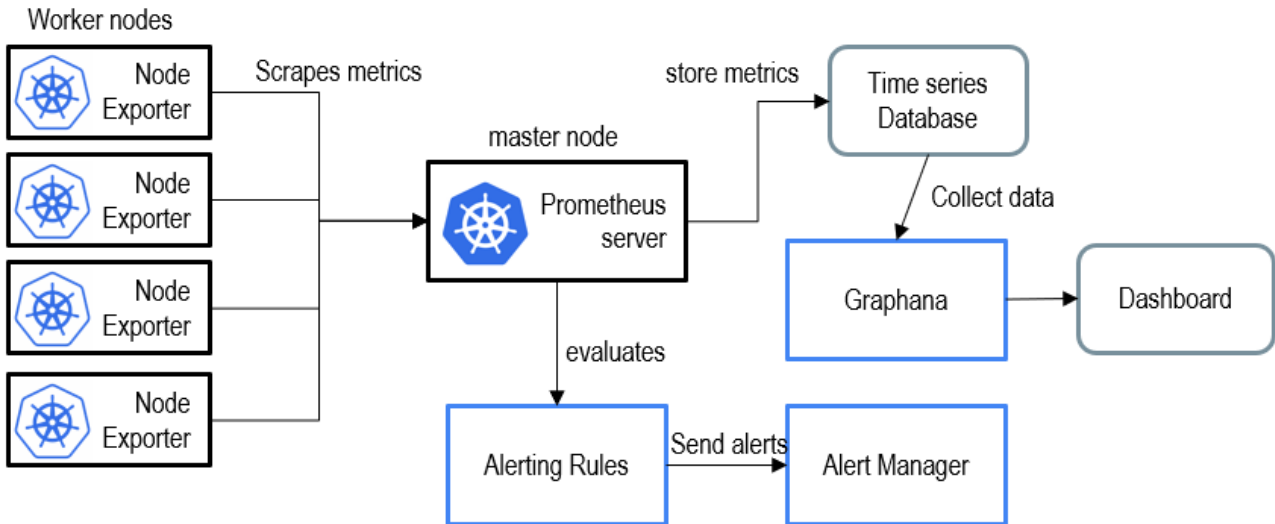 Worker nodes
Node
Exporter
Scrapes metrics
Node
Exporter
Node
Exporter
Node
Exporter
master node
Prometheus
server
store metrics
Time series
Database
Collect data
Graphana
Dashboard
evaluates
Alerting Rules
Send alerts
Alert Manager